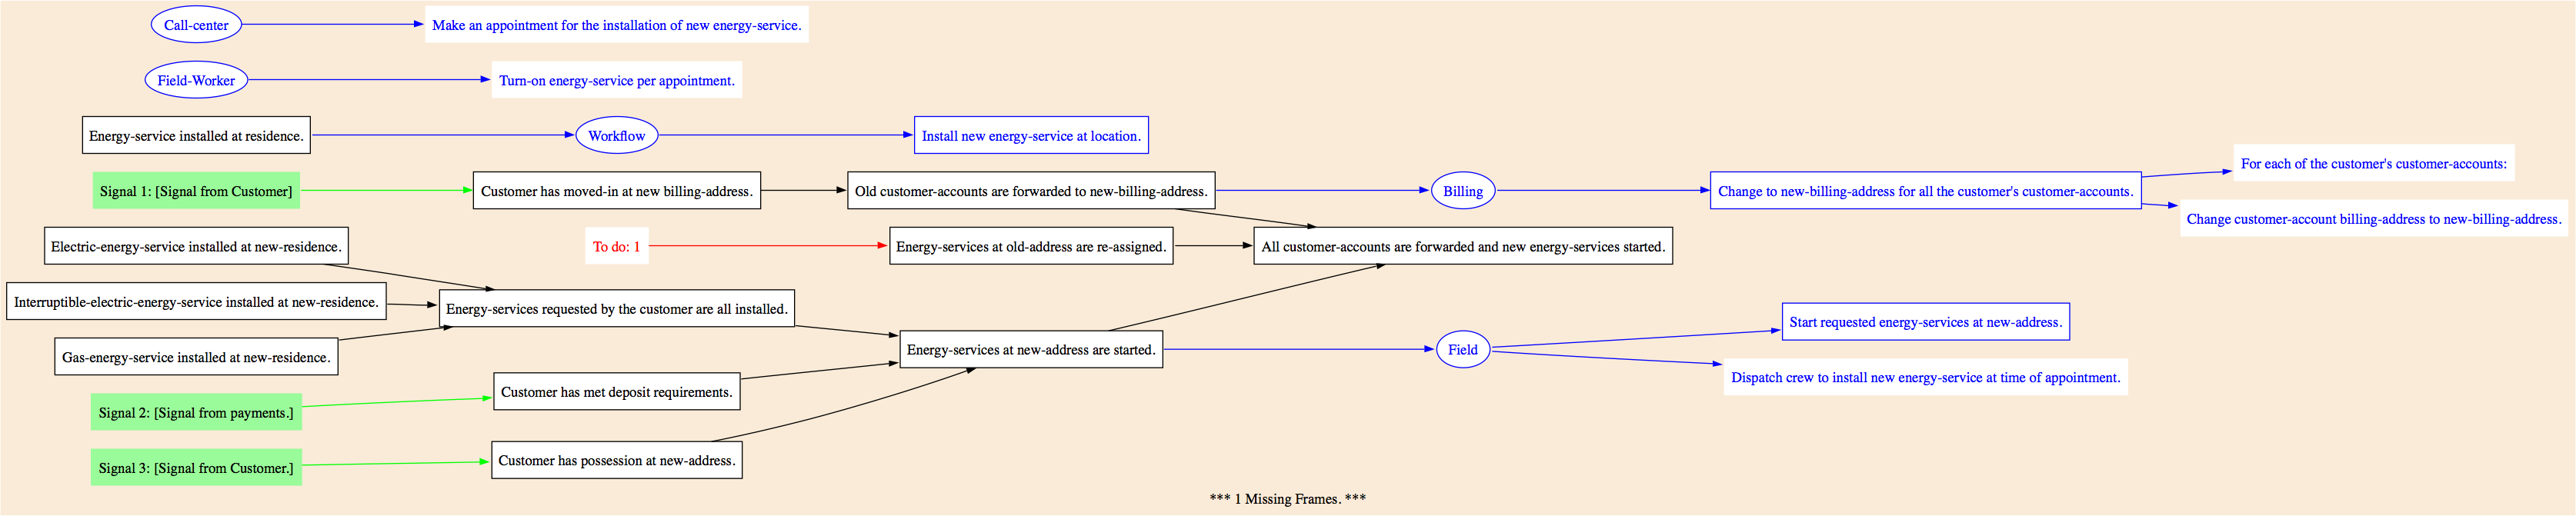 Call-center
Make an appointment for the installation of new energy-service.
Field-Worker
Turn-on energy-service per appointment.
Energy-service installed at residence.
Workflow
Install new energy-service at location.
For each of the customer's customer-accounts:
Signal 1: [Signal from Customer]
Customer has moved-in at new billing-address.
Old customer-accounts are forwarded to new-billing-address.
Billing
Change to new-billing-address for all the customer's customer-accounts.
Change customer-account billing-address to new-billing-address.
Electric-energy-service installed at new-residence.
To do: 1
Energy-services at old-address are re-assigned.
All customer-accounts are forwarded and new energy-services started.
Interruptible-electric-energy-service installed at new-residence.
Energy-services requested by the customer are all installed.
Start requested energy-services at new-address.
Gas-energy-service installed at new-residence.
Energy-services at new-address are started.
Field
Dispatch crew to install new energy-service at time of appointment.
Customer has met deposit requirements.
Signal 2: [Signal from payments.]
Signal 3: [Signal from Customer.]
Customer has possession at new-address.
*** 1 Missing Frames. ***